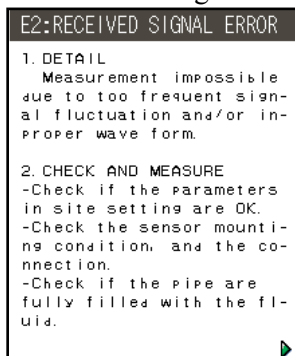 E2:RECEIVED SIGNAL ERROR
1. DETAIL
Measurement impossible
due to too frequent sign-
al fluctuation and/or in-
proper wave form.
2. CHECK AND MEASURE
-Check if the parameters
in site setting are OK.
-Check the sensor mounti-
ng condition, and the co-
nnection.
-Check if the pipe are
fully filled with the fl-
uid.